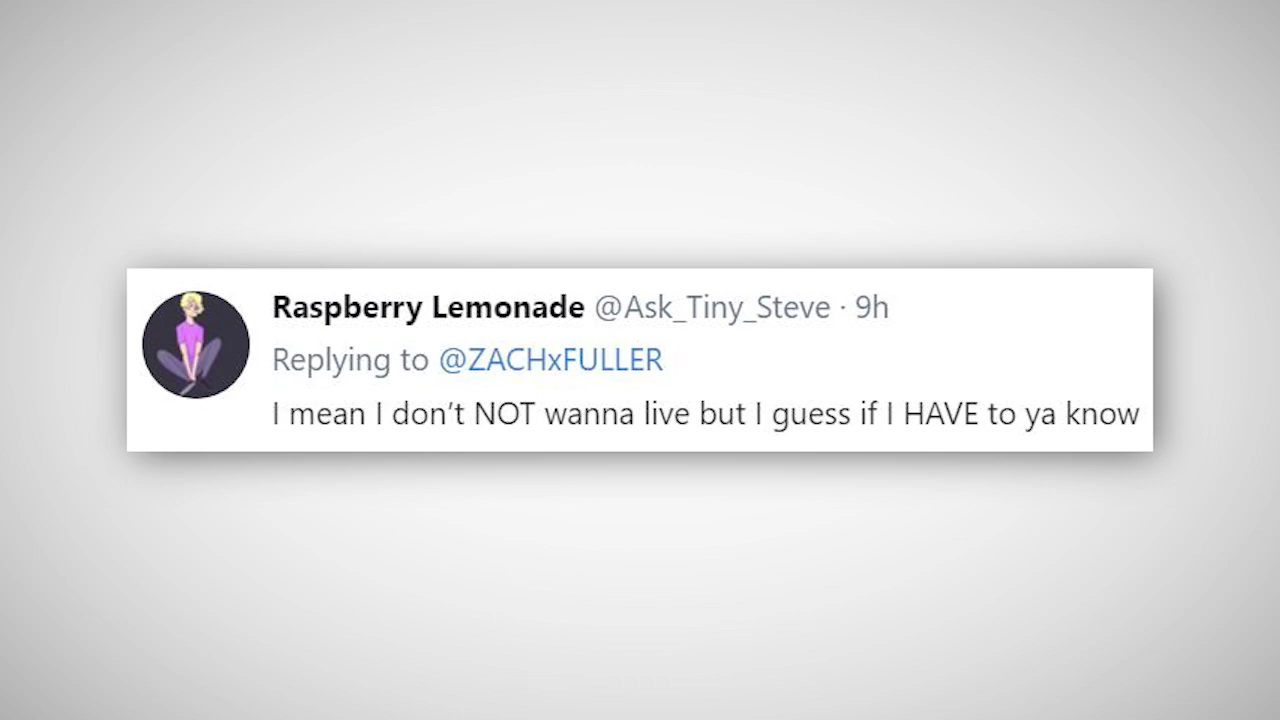 Raspberry Lemonade @Ask_Tiny_Steve · 9h
Replying to @ZACHxFULLER
I mean I don’t NOT wanna live but I guess if I HAVE to ya know